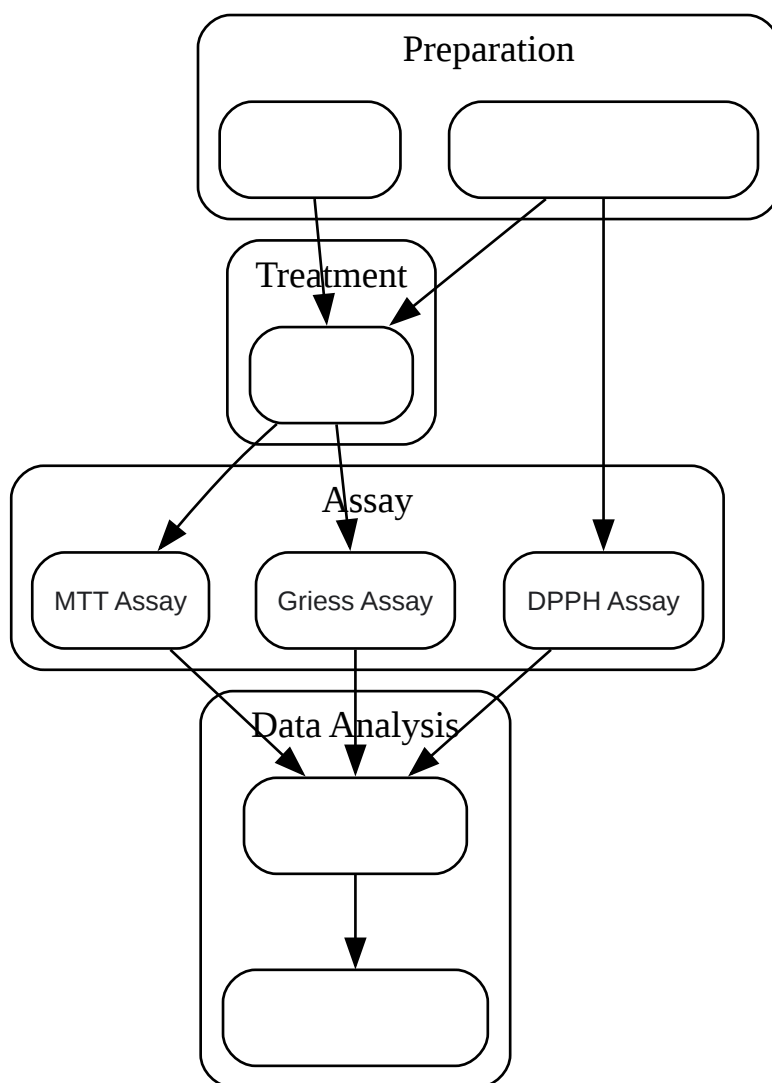 Preparation
Treatment
Assay
MTT Assay
Griess Assay
DPPH Assay
Data Analysis